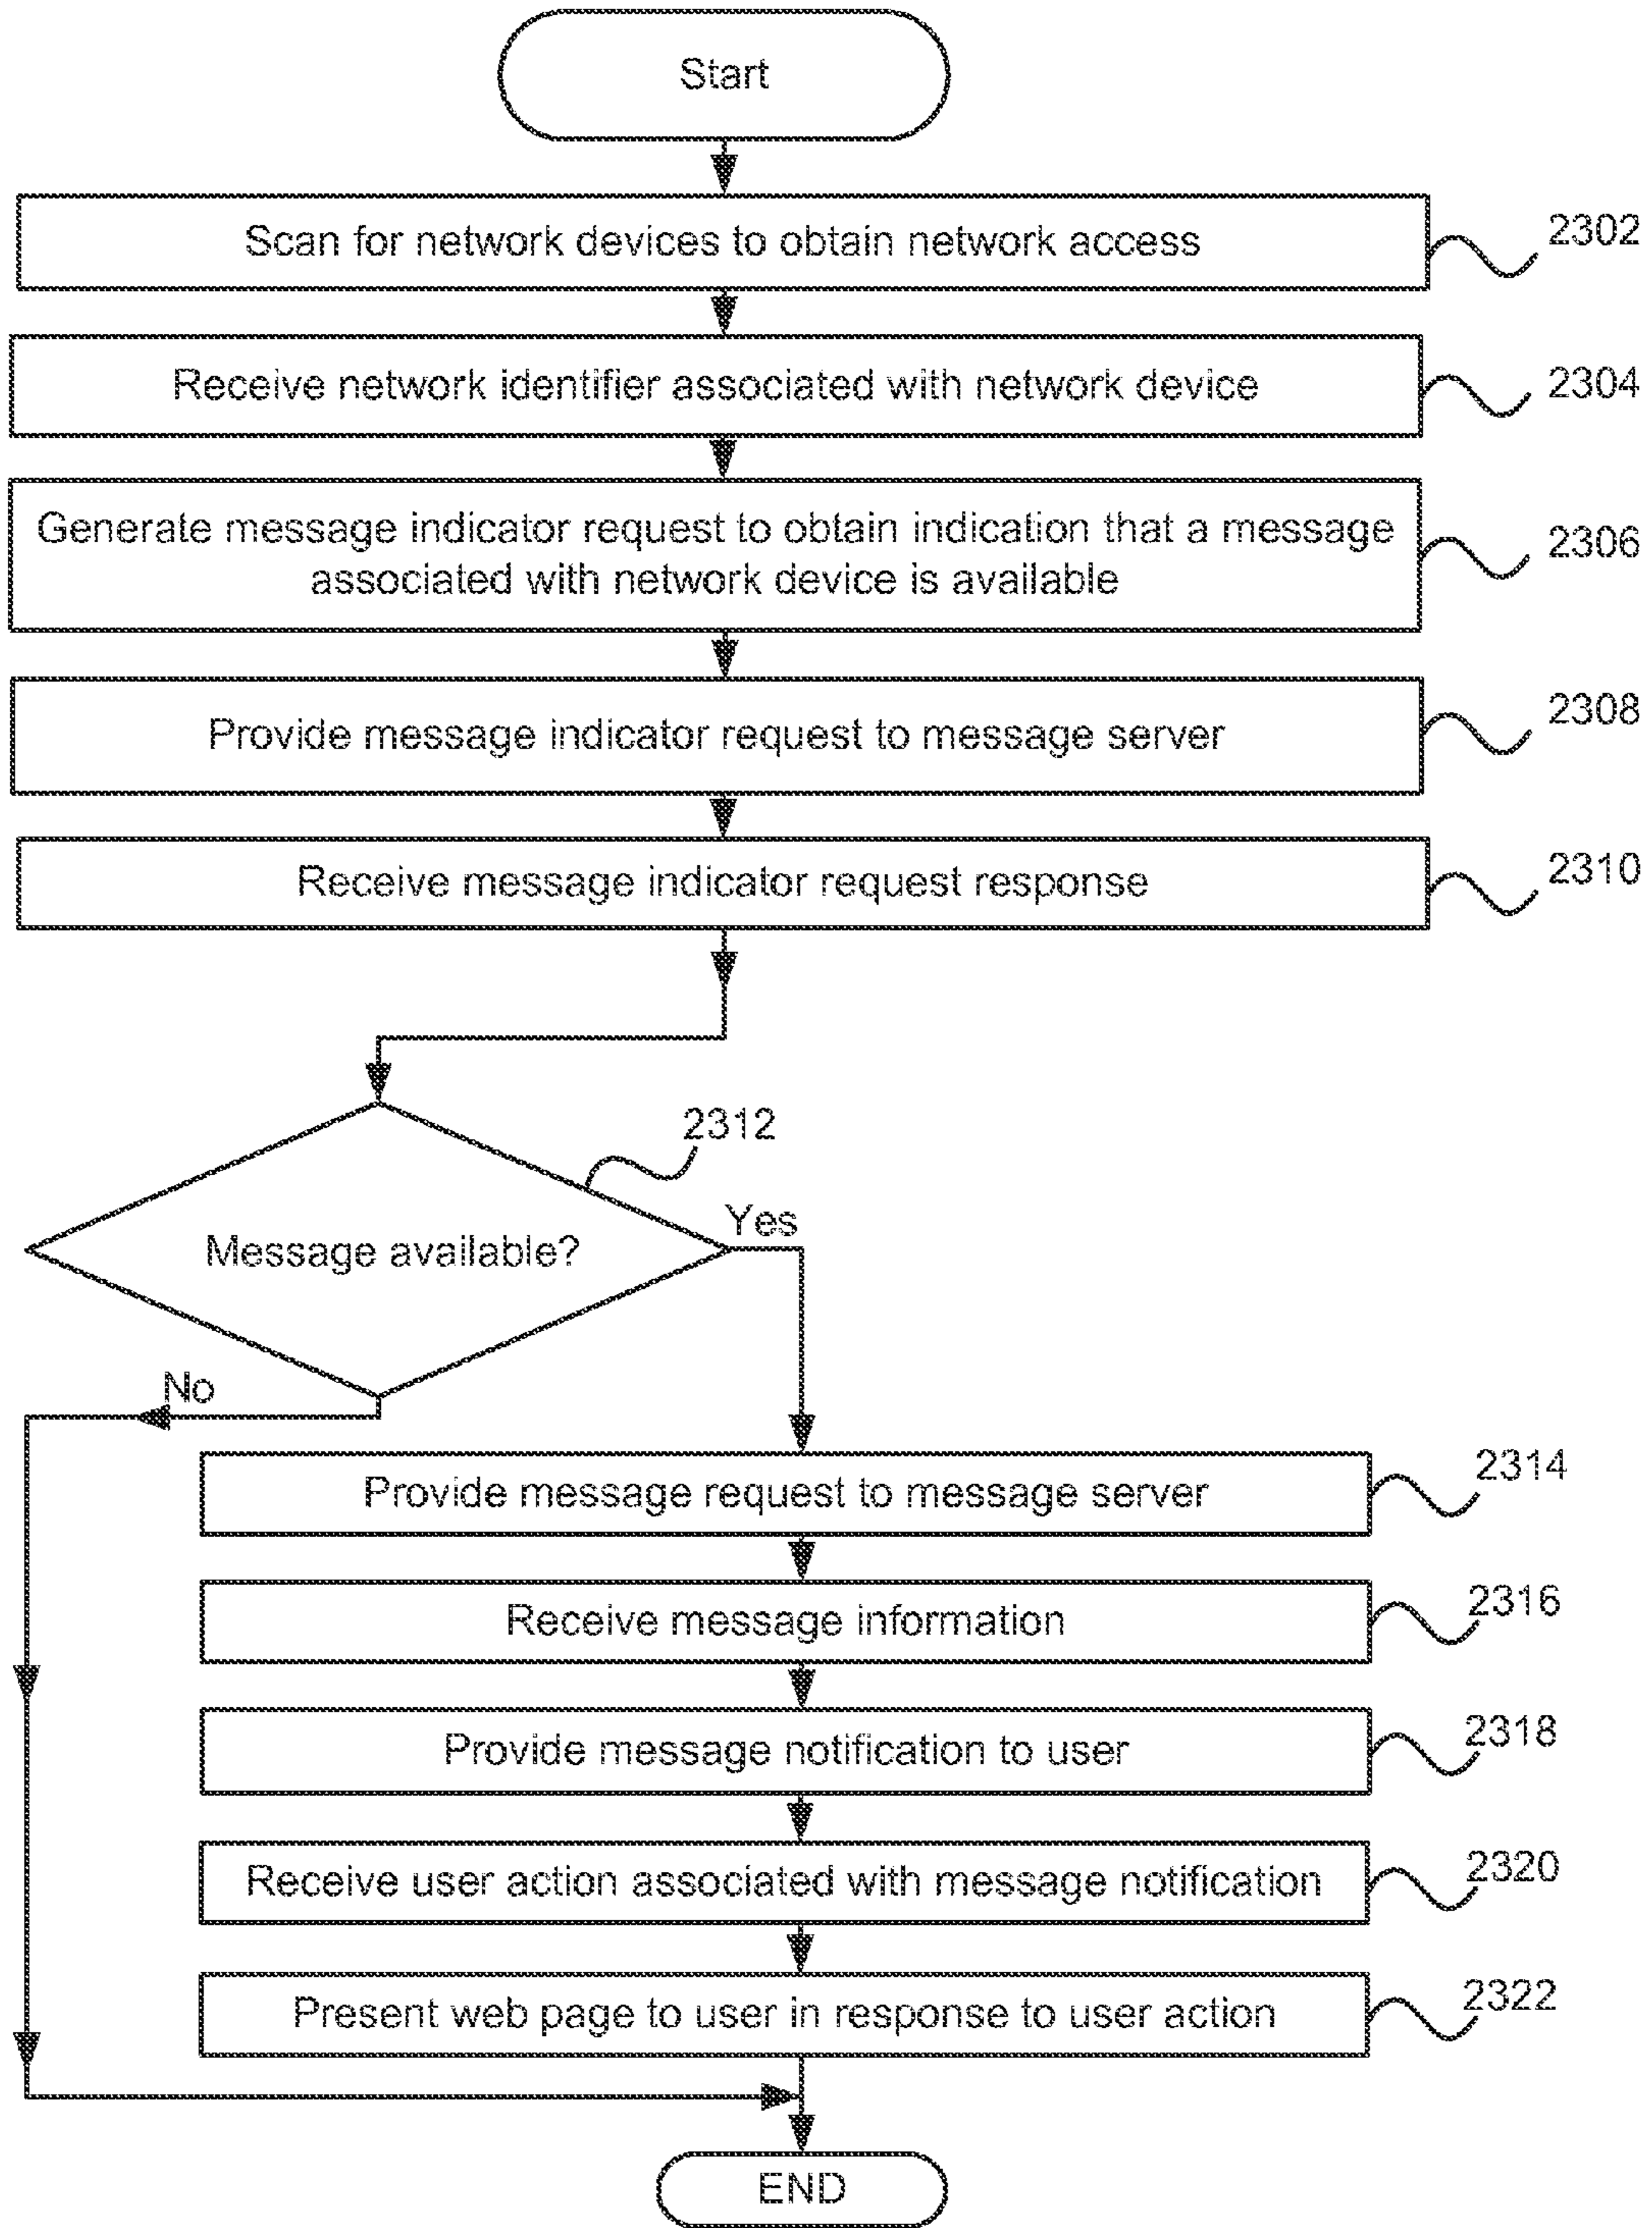 Start
Scan for network devices to obtain network access
2302
Receive network identifier associated with network device
2304
Generate message indicator request to obtain indication that a message
associated with network device is available
2306
Provide message indicator request to message server
2308
Receive message indicator request response
2310
2312
Message available?
Yes
No
Provide message request to message server
2314
Receive message information
2316
Provide message notification to user
2318
Receive user action associated with message notification
2320
Present web page to user in response to user action
2322
END